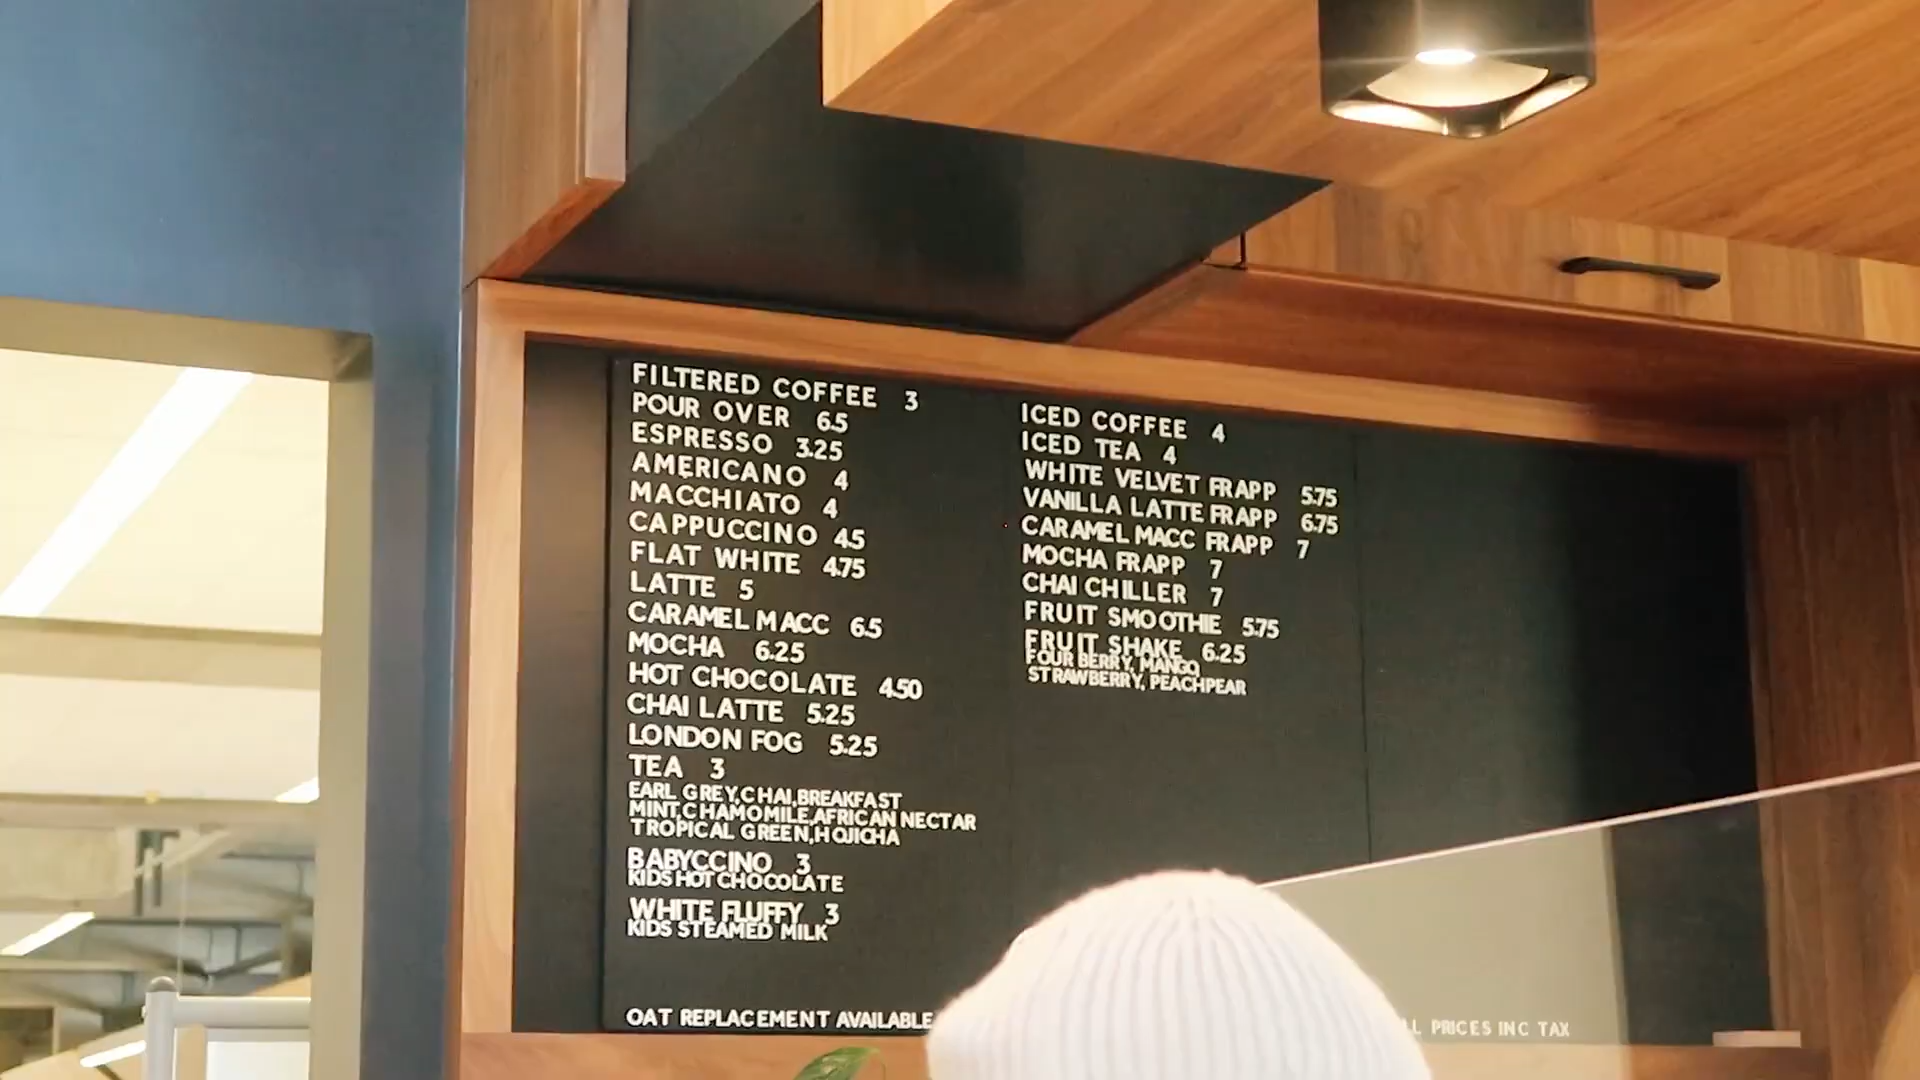 FILTERED COFFEE 3
POUR OVER 6.5
ESPRESSO 3.25
AMERICANO 4
MACCHIATO 4
CAPPUCCINO 4.5
FLAT WHITE 4.75
LATTE 5
CARAMEL MACC 6.5
MOCHA 6.25
HOT CHOCOLATE 4.50
CHAI LATTE 5.25
LONDON FOG 5.25
TEA 3
EARL GREY,CHAI,BREAKFAST
MINT,CHAMOMILE,AFRICAN NECTAR
TROPICAL GREEN,HOJICHA
BABYCCINO 3
KIDS HOT CHOCOLATE
WHITE FLUFFY 3
KIDS STEAMED MILK
OAT REPLACEMENT AVAILABLE
ICED COFFEE 4
ICED TEA 4
WHITE VELVET FRAPP 5.75
VANILLA LATTE FRAPP 6.75
CARAMEL MACC FRAPP 7
MOCHA FRAPP 7
CHAI CHILLER 7
FRUIT SMOOTHIE 5.75
FRUIT SHAKE 6.25
FOUR BERRY, MANGO,
STRAWBERRY, PEACHPEAR
PRICES INC TAX